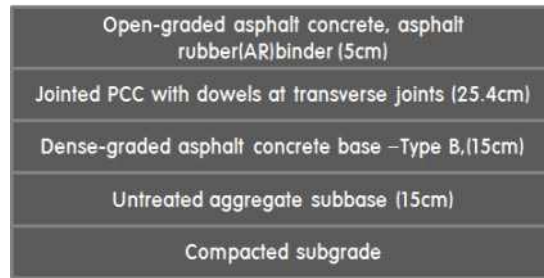 Open-graded asphalt concrete, asphalt
rubber(AR)binder (5cm)
Jointed PCC with dowels at transverse joints (25.4cm)
Dense-graded asphalt concrete base –Type B,(15cm)
Untreated aggregate subbase (15cm)
Compacted subgrade